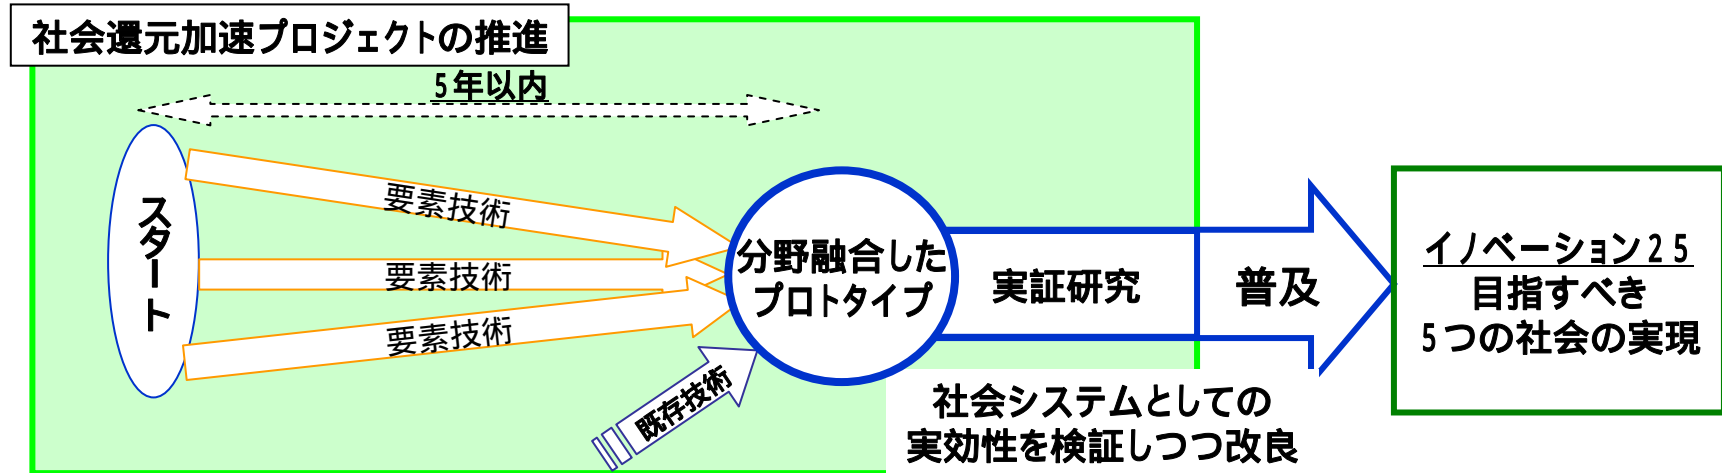 社会還元加速プロジェクトの推進
5年以内
スタート
要素技術
要素技術
要素技術
既存技術
分野融合した
プロトタイプ
実証研究
普及
社会システムとしての
実効性を検証しつつ改良
イノベーション25
目指すべき
5つの社会の実現